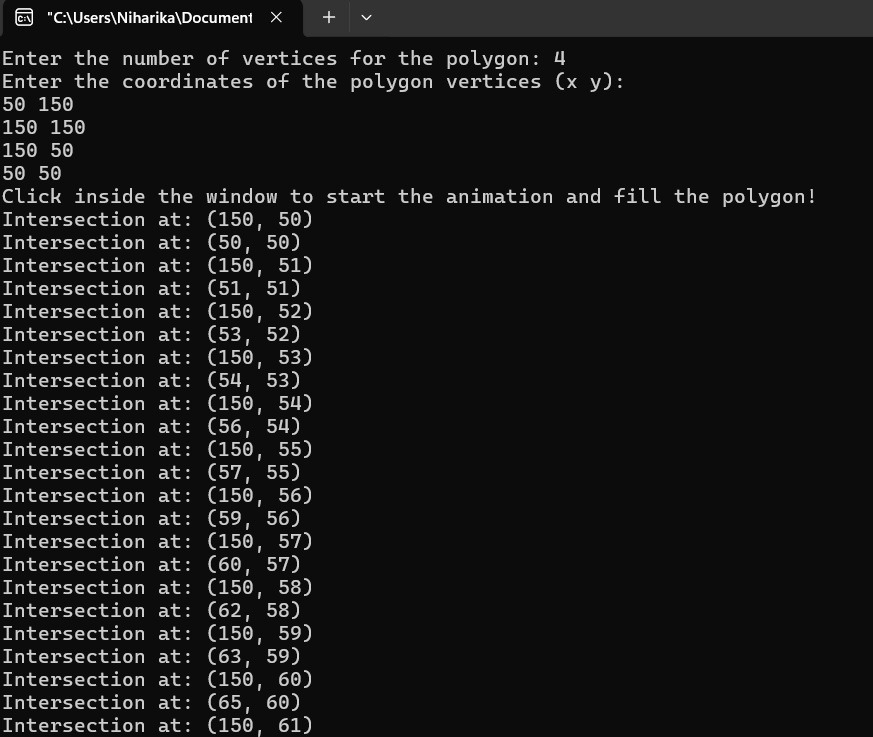 "C:\Users\Niharika\Document
Enter the number of vertices for the polygon: 4
Enter the coordinates of the polygon vertices (x y):
50 150
150 150
150 50
50 50
Click inside the window to start the animation and fill the polygon!
Intersection at: (150, 50)
Intersection at: (50, 50)
Intersection at: (150, 51)
Intersection at: (51, 51)
Intersection at: (150, 52)
Intersection at: (53, 52)
Intersection at: (150, 53)
Intersection at: (54, 53)
Intersection at: (150, 54)
Intersection at: (56, 54)
Intersection at: (150, 55)
Intersection at: (57, 55)
Intersection at: (150, 56)
Intersection at: (59, 56)
Intersection at: (150, 57)
Intersection at: (60, 57)
Intersection at: (150, 58)
Intersection at: (62, 58)
Intersection at: (150, 59)
Intersection at: (63, 59)
Intersection at: (150, 60)
Intersection at: (65, 60)
Intersection at: (150, 61)